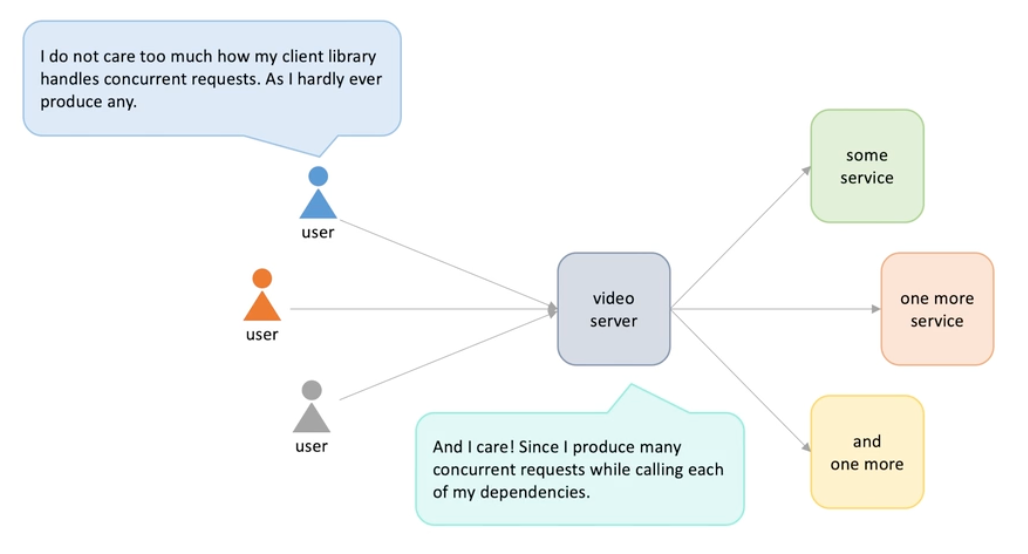 I do not care too much how my client library
handles concurrent requests. As I hardly ever
produce any.
user
user
user
video
server
And I care! Since I produce many
concurrent requests while calling each
of my dependencies.
some
service
one more
service
and
one more